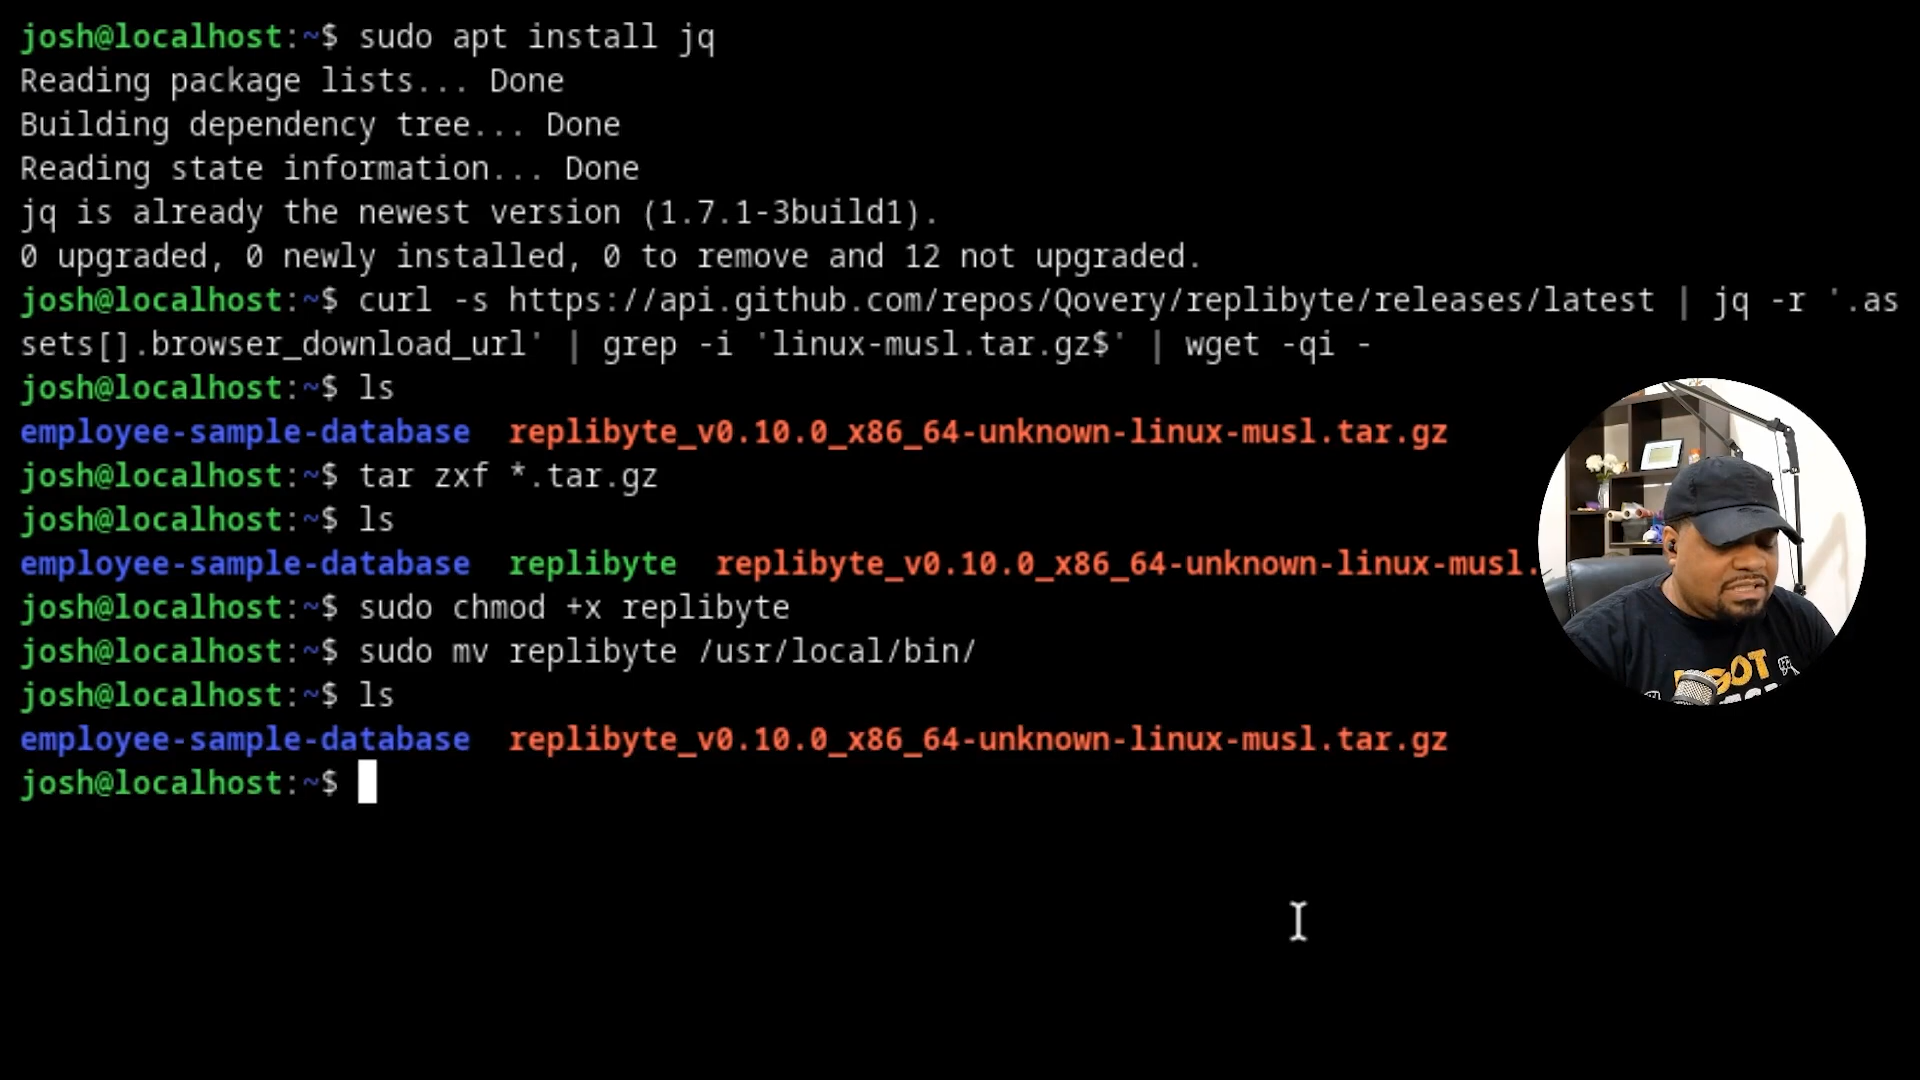 josh@localhost:~$ sudo apt install jq
Reading package lists... Done
Building dependency tree... Done
Reading state information... Done
jq is already the newest version (1.7.1-3build1).
0 upgraded, 0 newly installed, 0 to remove and 12 not upgraded.
josh@localhost:~$ curl -s https://api.github.com/repos/Qovery/replibyte/releases/latest | jq -r '.as
sets[].browser_download_url' | grep -i 'linux-musl.tar.gz$' | wget -qi -
josh@localhost:~$ ls
employee-sample-database  replibyte_v0.10.0_x86_64-unknown-linux-musl.tar.gz
josh@localhost:~$ tar zxf *.tar.gz
josh@localhost:~$ ls
employee-sample-database  replibyte  replibyte_v0.10.0_x86_64-unknown-linux-musl.
josh@localhost:~$ sudo chmod +x replibyte
josh@localhost:~$ sudo mv replibyte /usr/local/bin/
josh@localhost:~$ ls
employee-sample-database  replibyte_v0.10.0_x86_64-unknown-linux-musl.tar.gz
josh@localhost:~$